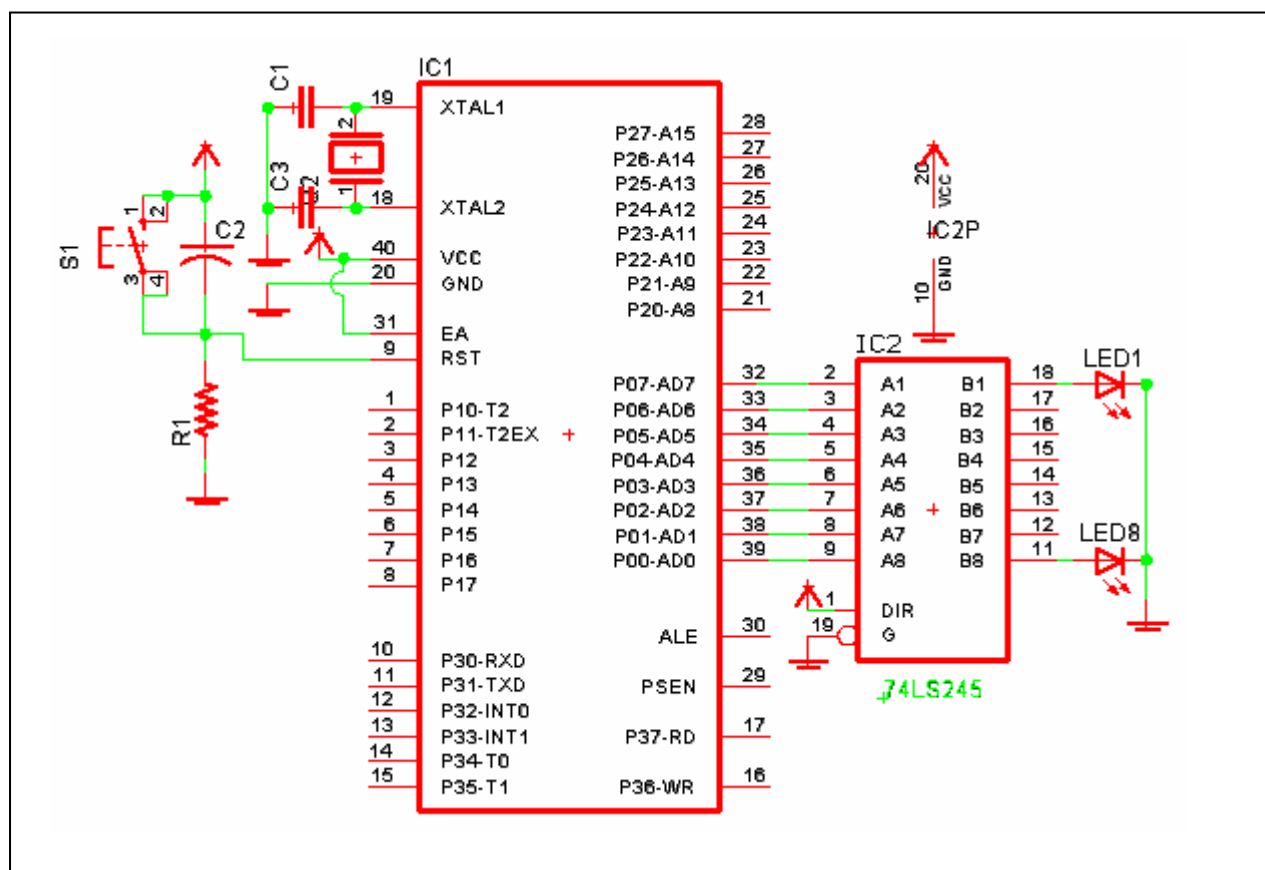 IC1
C1
19
XTAL1
2
C3
1
18
XTAL2
40
VCC
20
GND
31
EA
9
RST
S1
1
2
3
4
C2
R1
1
P10-T2
2
P11-T2EX
3
P12
4
P13
5
P14
6
P15
7
P16
8
P17
10
P30-RXD
11
P31-TXD
12
P32-INT0
13
P33-INT1
14
P34-T0
15
P35-T1
P27-A15
28
P26-A14
27
P25-A13
26
P24-A12
25
P23-A11
24
P22-A10
23
P21-A9
22
P20-A8
21
P07-AD7
32
P06-AD6
33
P05-AD5
34
P04-AD4
35
P03-AD3
36
P02-AD2
37
P01-AD1
38
P00-AD0
39
ALE
30
PSEN
29
P37-RD
17
P36-WR
16
20
VCC
IC2P
10
GND
IC2
2
A1
3
A2
4
A3
5
A4
6
A5
7
A6
8
A7
9
A8
1
DIR
19
G
B1
18
B2
17
B3
16
B4
15
B5
14
B6
13
B7
12
B8
11
LED1
LED8
74LS245